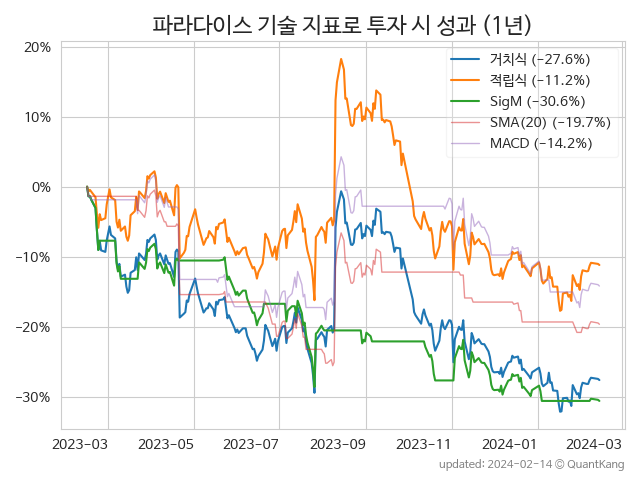 파라다이스 기술 지표로 투자 시 성과 (1년)
20%
10%
0%
−10%
−20%
−30%
거치식 (−27.6%)
적립식 (−11.2%)
SigM (−30.6%)
SMA(20) (−19.7%)
MACD (−14.2%)
2023-03
2023-05
2023-07
2023-09
2023-11
2024-01
2024-03
updated: 2024-02-14 ⓒ QuantKang